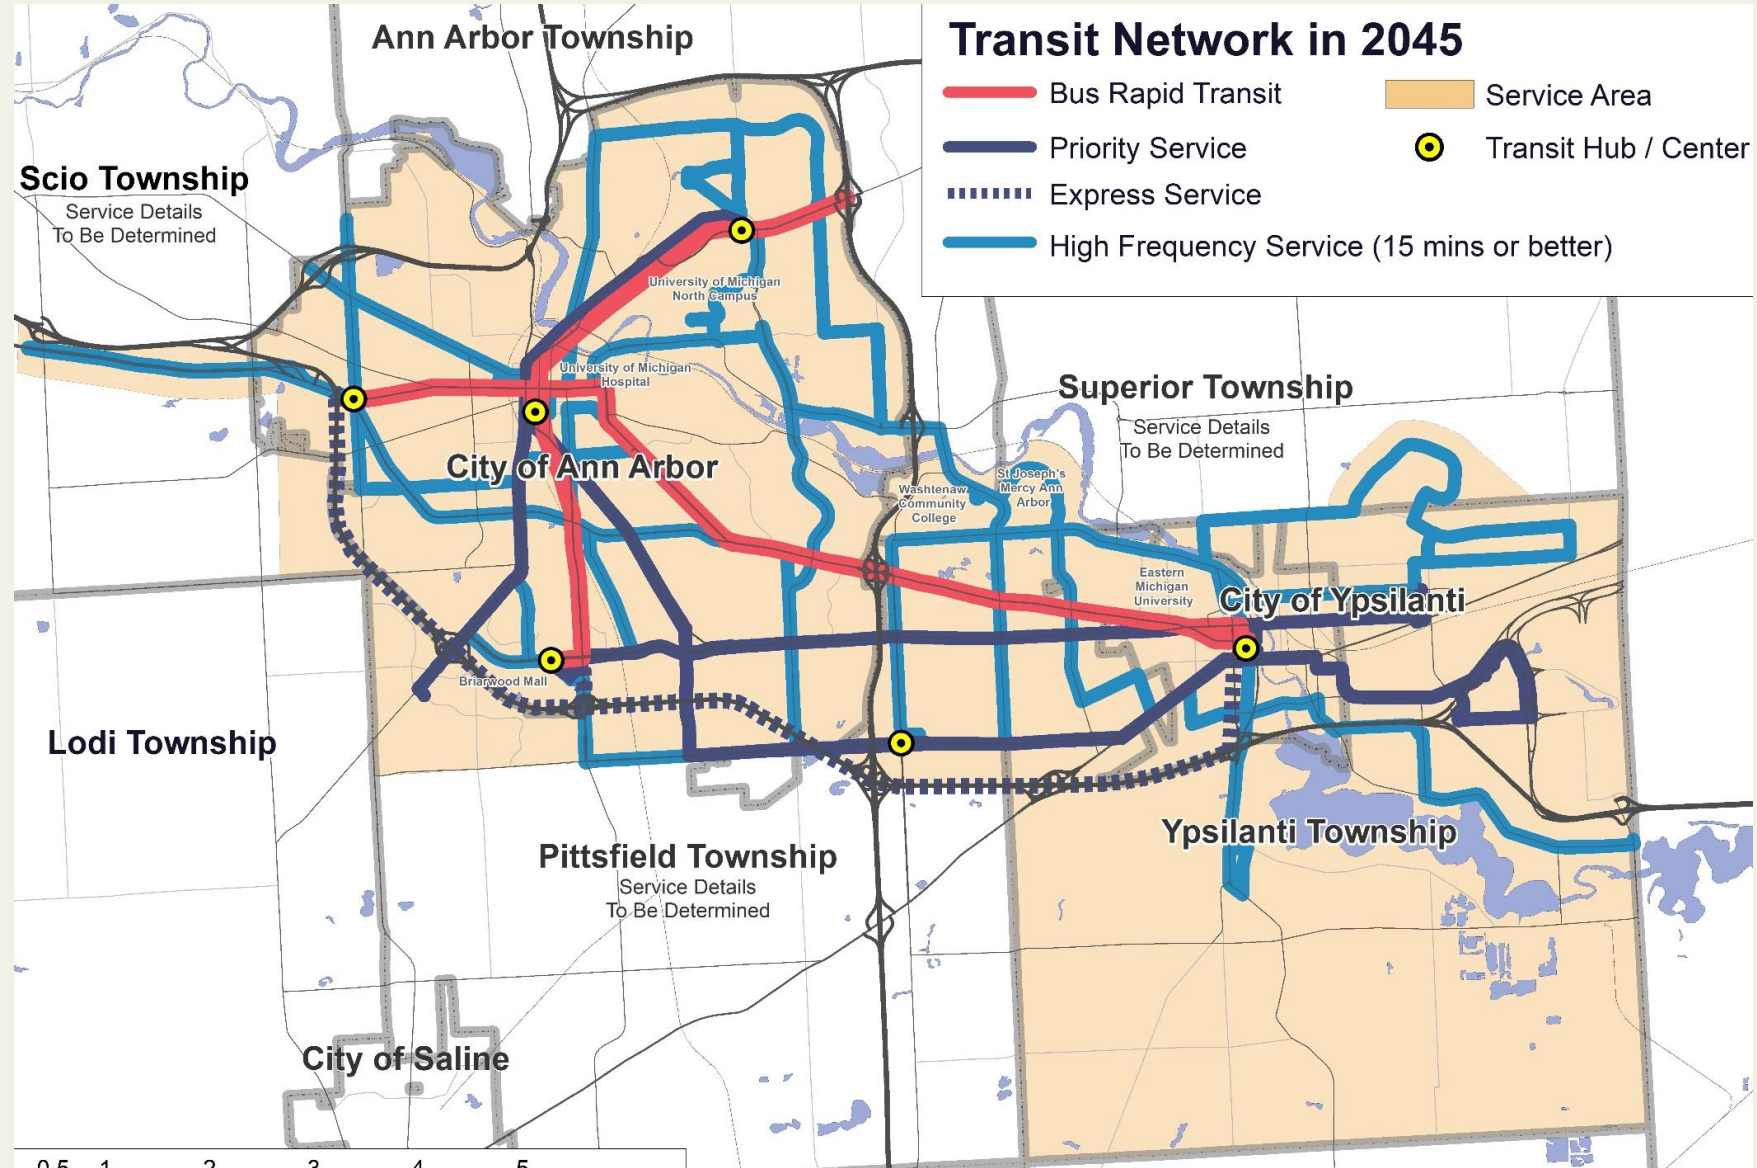 Ann Arbor Township
Transit Network in 2045
Bus Rapid Transit
Service Area
Priority Service
Transit Hub / Center
Express Service
High Frequency Service (15 mins or better)
Scio Township
Service Details
To Be Determined
University of Michigan
North Campus
University of Michigan
Hospital
Superior Township
Service Details
To Be Determined
City of Ann Arbor
Washtenaw
Community
College
St Joseph's
Mercy Ann
Arbor
Eastern
Michigan
University
City of Ypsilanti
Briarwood Mall
Lodi Township
Ypsilanti Township
Pittsfield Township
Service Details
To Be Determined
City of Saline
0.5 1 2 3 4 5